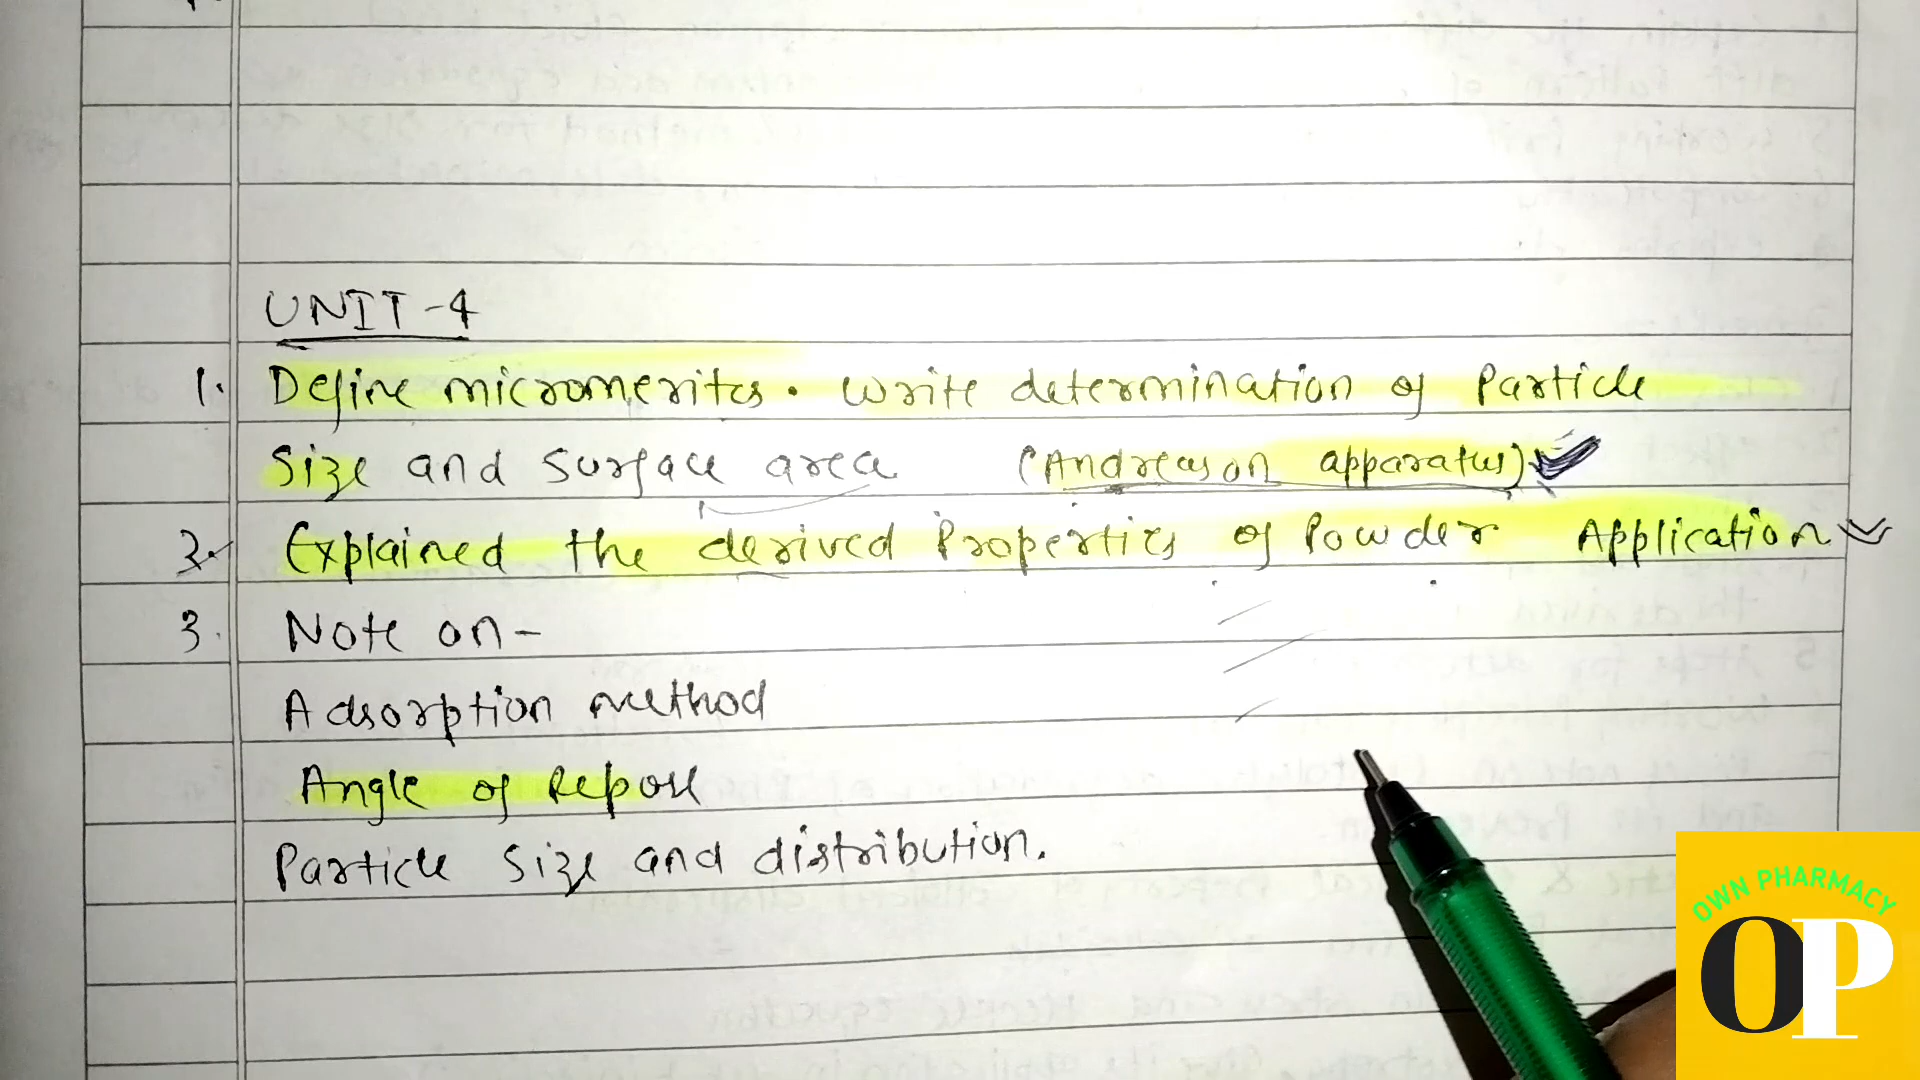 UNIT-4
1. Define micromeritcs. Write determination of Particle
Size and Surface area (Andreason apparatus)
2. Explained the derived Properties of Powder Application
3. Note on-
Adsorption method
Angle of Repose
Particle Size and distribution.
OWN PHARMACY
OP